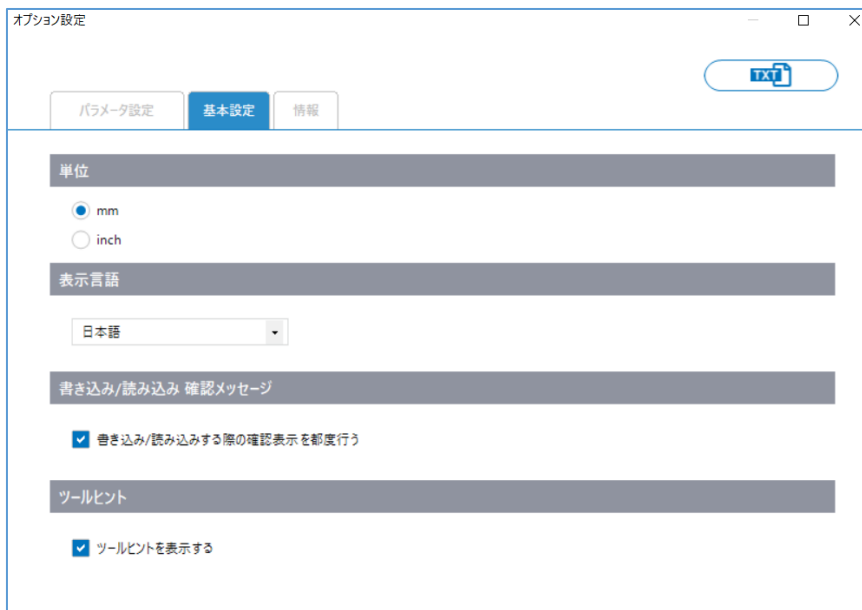 オプション設定
TXT
パラメータ設定
基本設定
情報
単位
mm
inch
表示言語
日本語
書き込み/読み込み 確認メッセージ
書き込み/読み込みする際の確認表示を都度行う
ツールヒント
ツールヒントを表示する